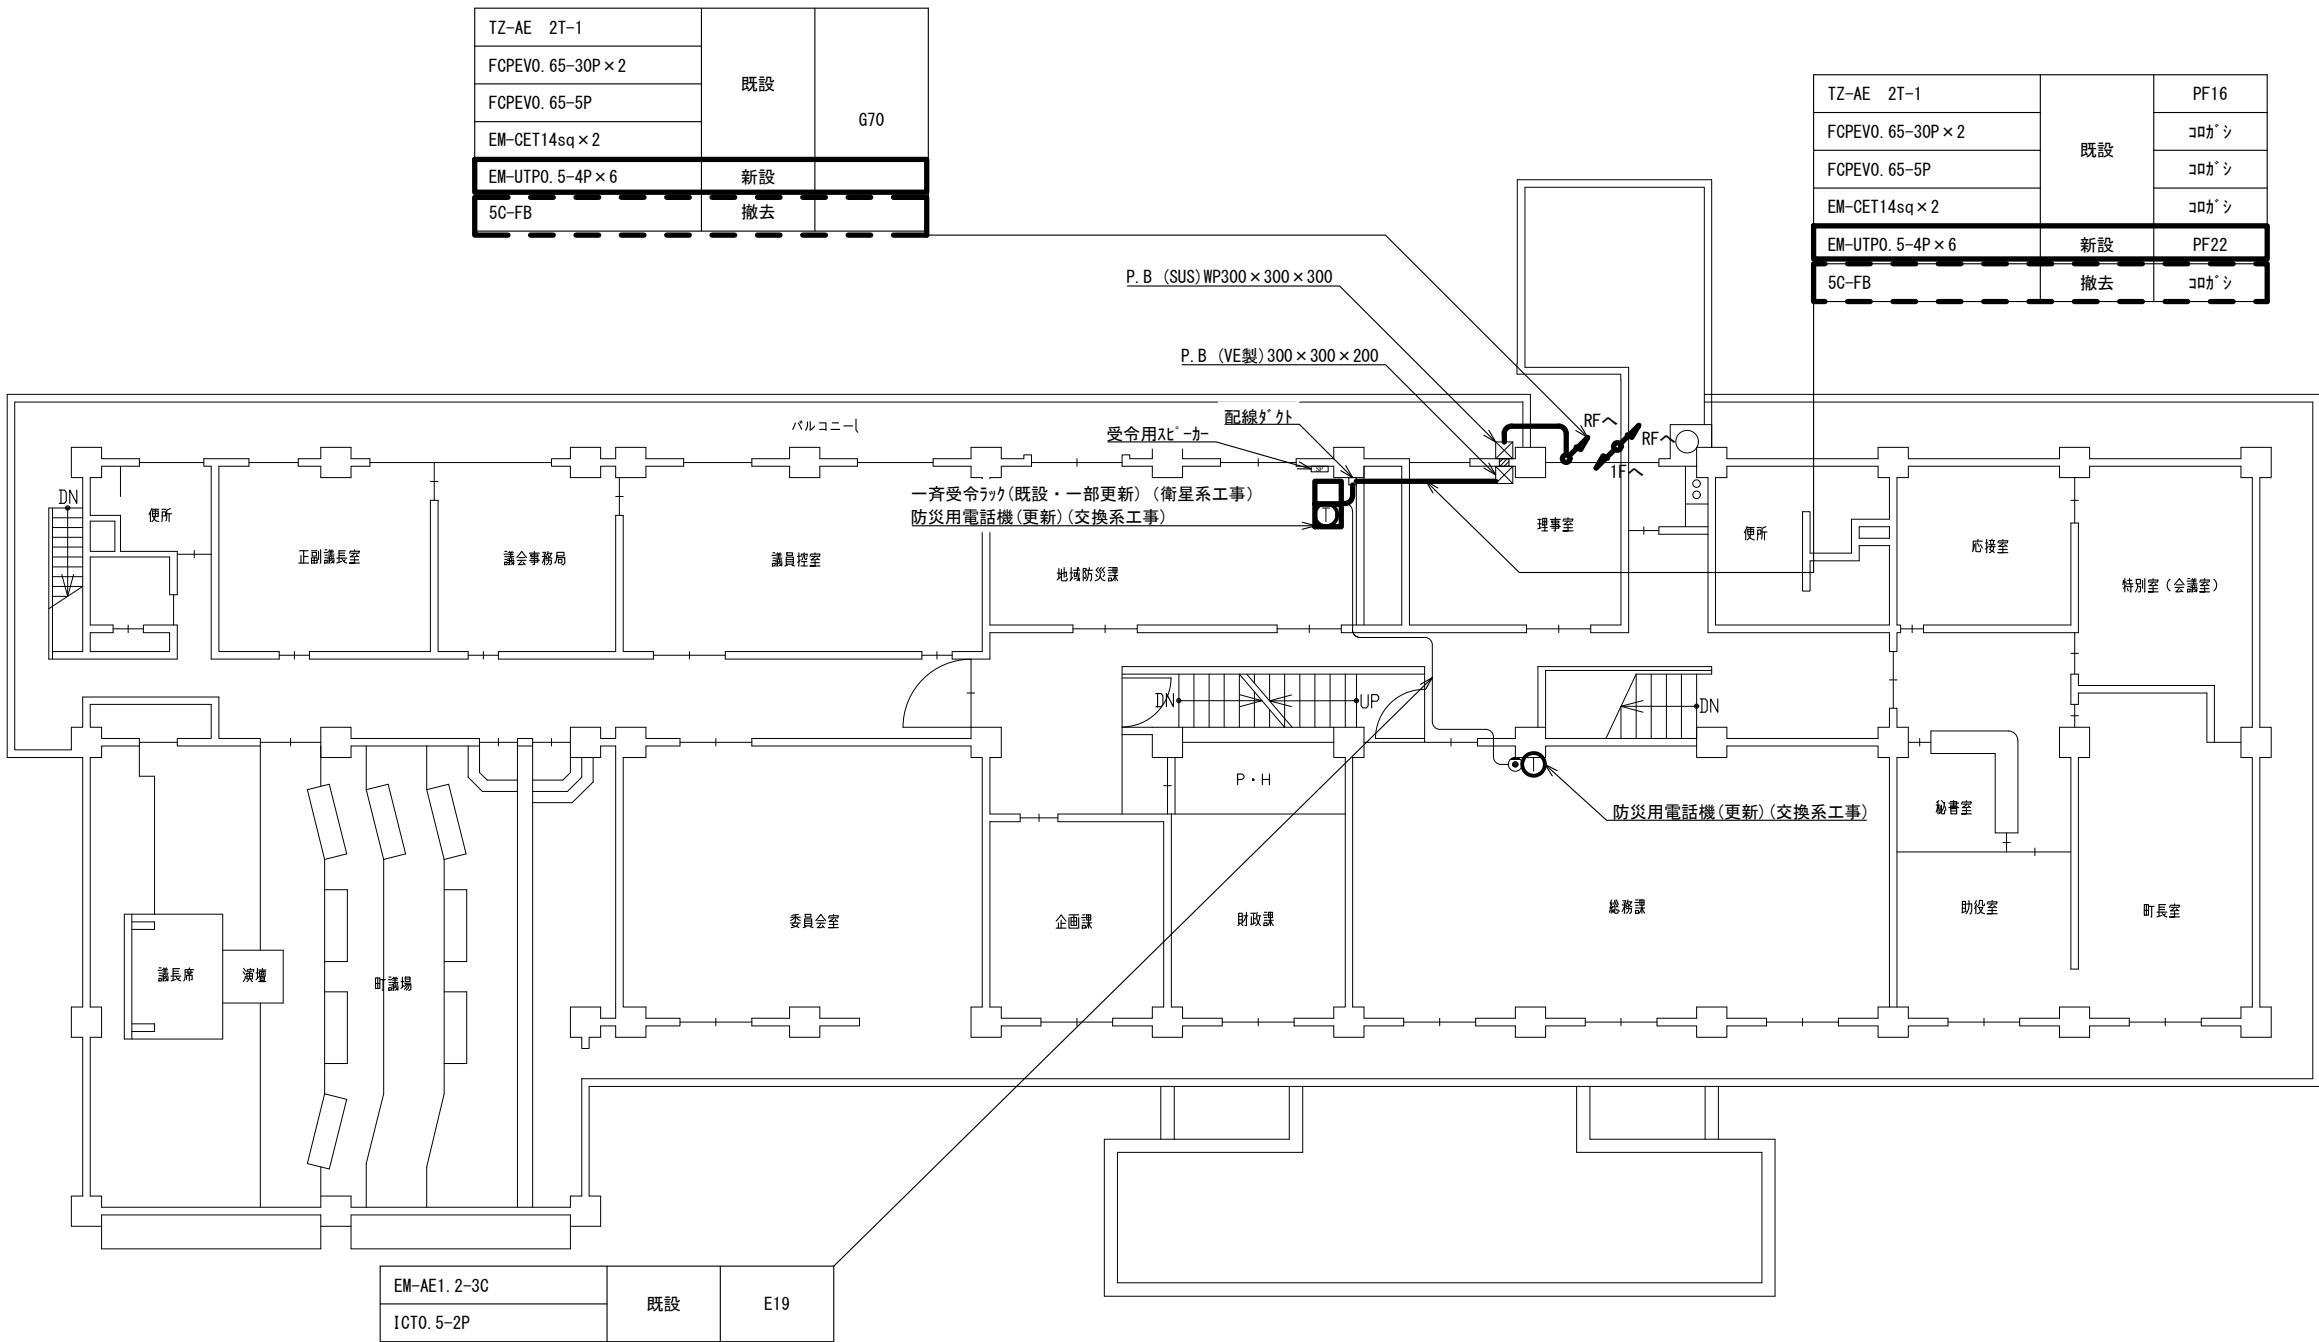 TZ-AE 2T-1
FCPEV0.65-30P×2
FCPEV0.65-5P
EM-CET14sq×2
既設
G70
EM-UTP0.5-4P×6 新設
5C-FB 撤去
TZ-AE 2T-1 PF16
FCPEV0.65-30P×2 ｺﾛｶﾞｼ
FCPEV0.65-5P ｺﾛｶﾞｼ
EM-CET14sq×2 ｺﾛｶﾞｼ
既設
EM-UTP0.5-4P×6 新設 PF22
5C-FB 撤去 ｺﾛｶﾞｼ
P.B (SUS)WP300×300×300
P.B (VE製)300×300×200
配線ﾀﾞｸﾄ
受令用ｽﾋﾟｰｶｰ
バルコニー
RFへ
RFへ
1Fへ
SP
一斉受令ﾗｯｸ(既設・一部更新)(衛星系工事)
防災用電話機(更新)(交換系工事)
T
DN
便所
正副議長室
議会事務局
議員控室
地域防災課
理事室
便所
応接室
特別室(会議室)
DN
UP
DN
P・H
T
防災用電話機(更新)(交換系工事)
秘書室
委員会室
企画課
財政課
総務課
助役室
町長室
議長席
演壇
町議場
EM-AE1.2-3C
ICT0.5-2P
既設
E19